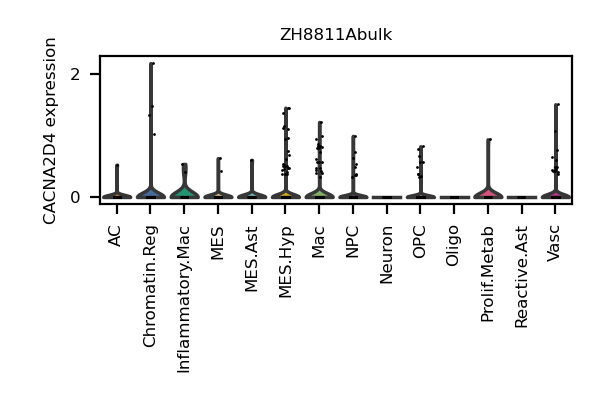 ZH8811Abulk
CACNA2D4 expression
2
0
AC
Chromatin.Reg
Inflammatory.Mac
MES
MES.Ast
MES.Hyp
Mac
NPC
Neuron
OPC
Oligo
Prolif.Metab
Reactive.Ast
Vasc